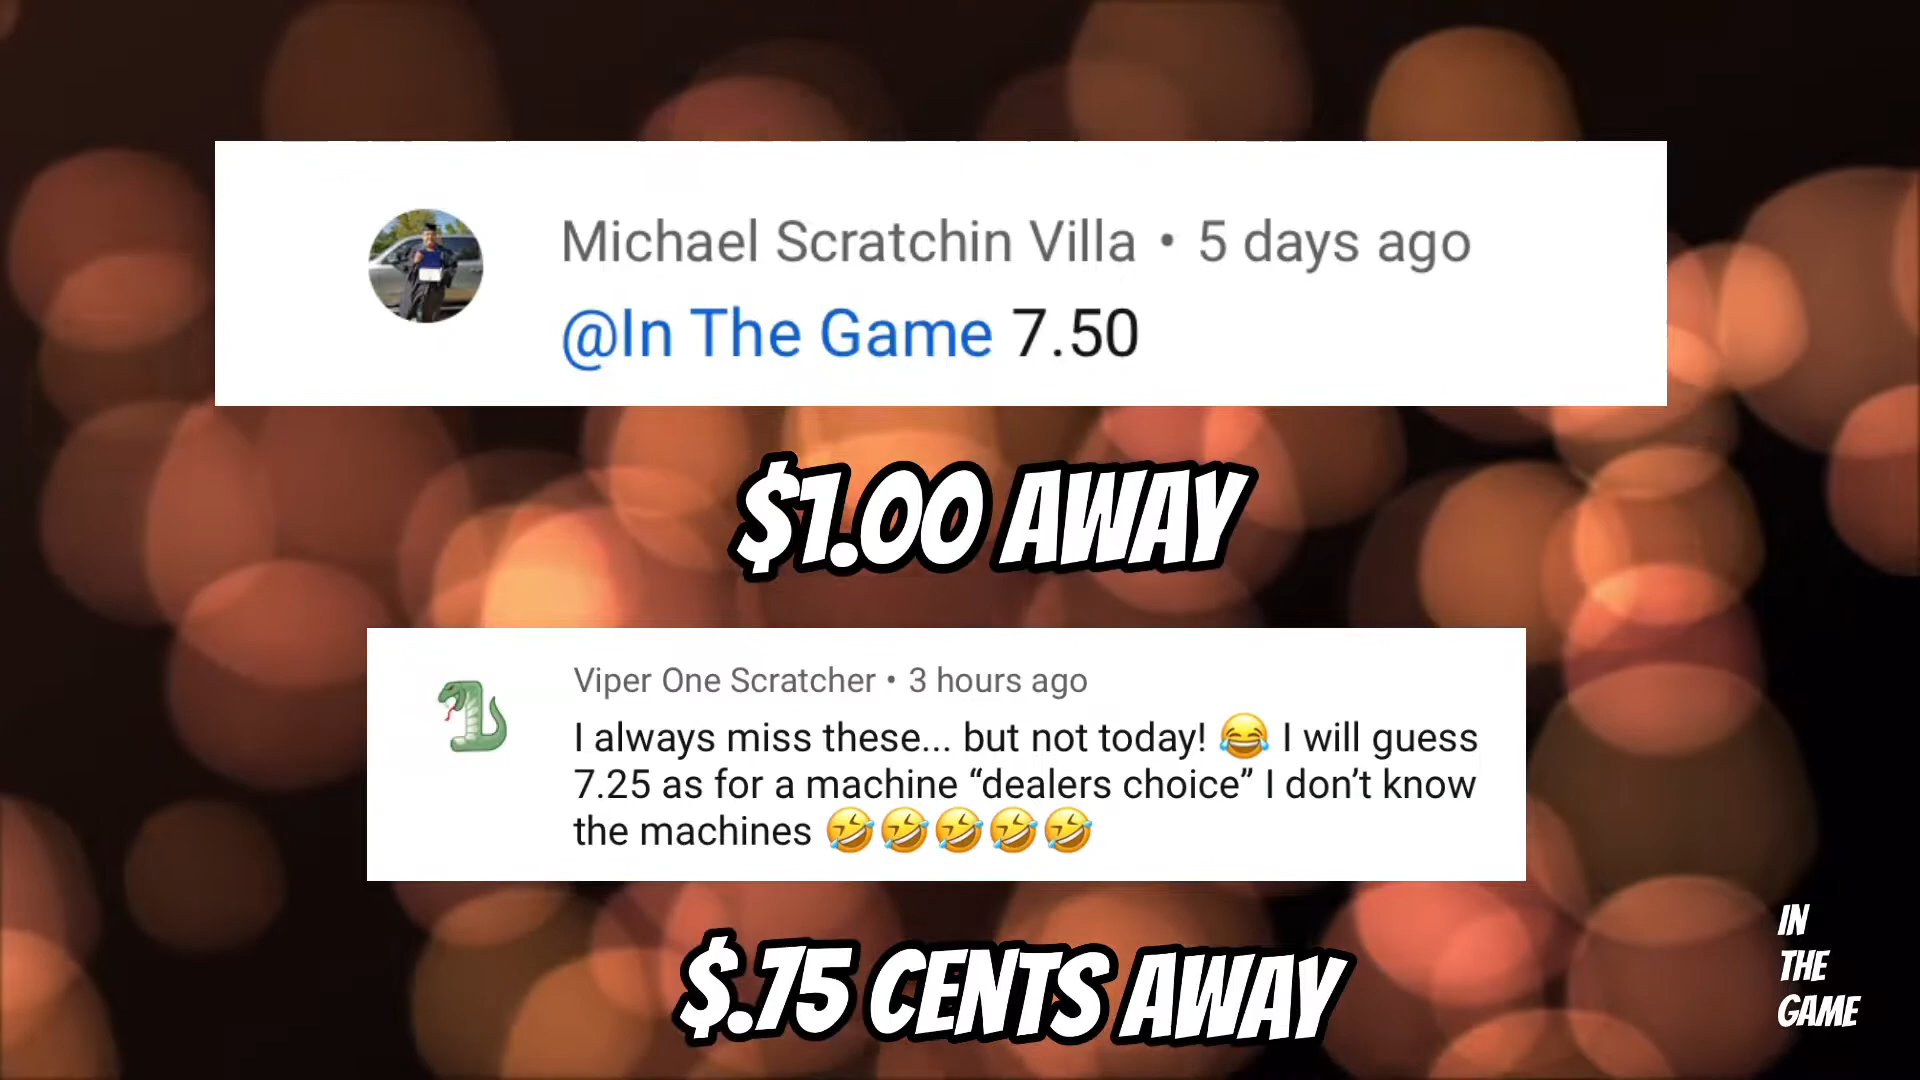 Michael Scratchin Villa • 5 days ago
@In The Game 7.50
$1.00 AWAY
Viper One Scratcher • 3 hours ago
I always miss these... but not today! 😂 I will guess
7.25 as for a machine “dealers choice” I don’t know
the machines 🤣🤣🤣🤣🤣
$.75 CENTS AWAY
IN
THE
GAME